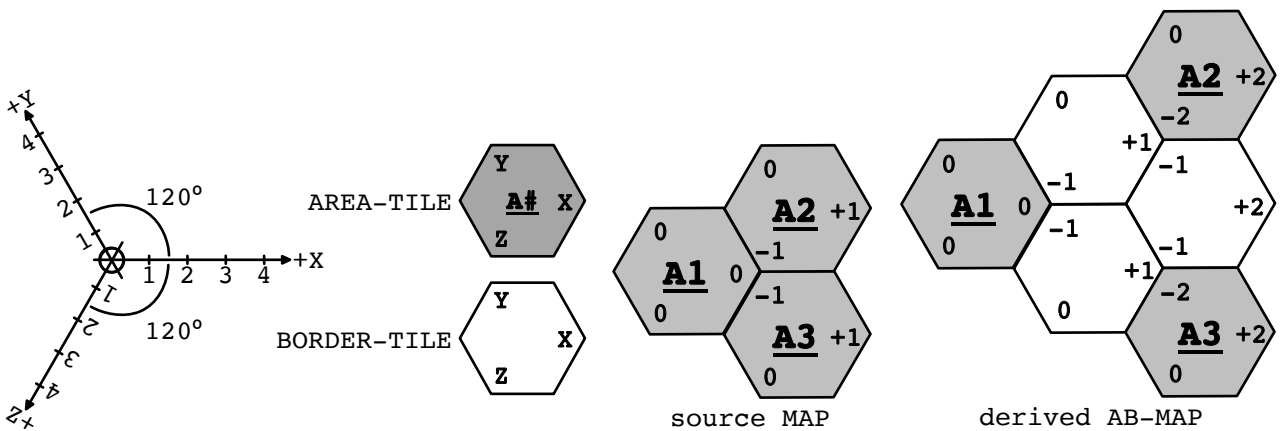 +Y
4
3
2
1
120°
1 2 3 4
+X
1
2
3
4
+Z
120°
AREA-TILE
Y
A# X
Z
BORDER-TILE
Y
X
Z
0
A1 0
0
0
A2 +1
-1
-1
A3 +1
0
source MAP
0
A2 +2
-2
0
+1
-1
0
A1 0
0
-1
+2
-1
-1
+1
0
-2
A3 +2
0
derived AB-MAP